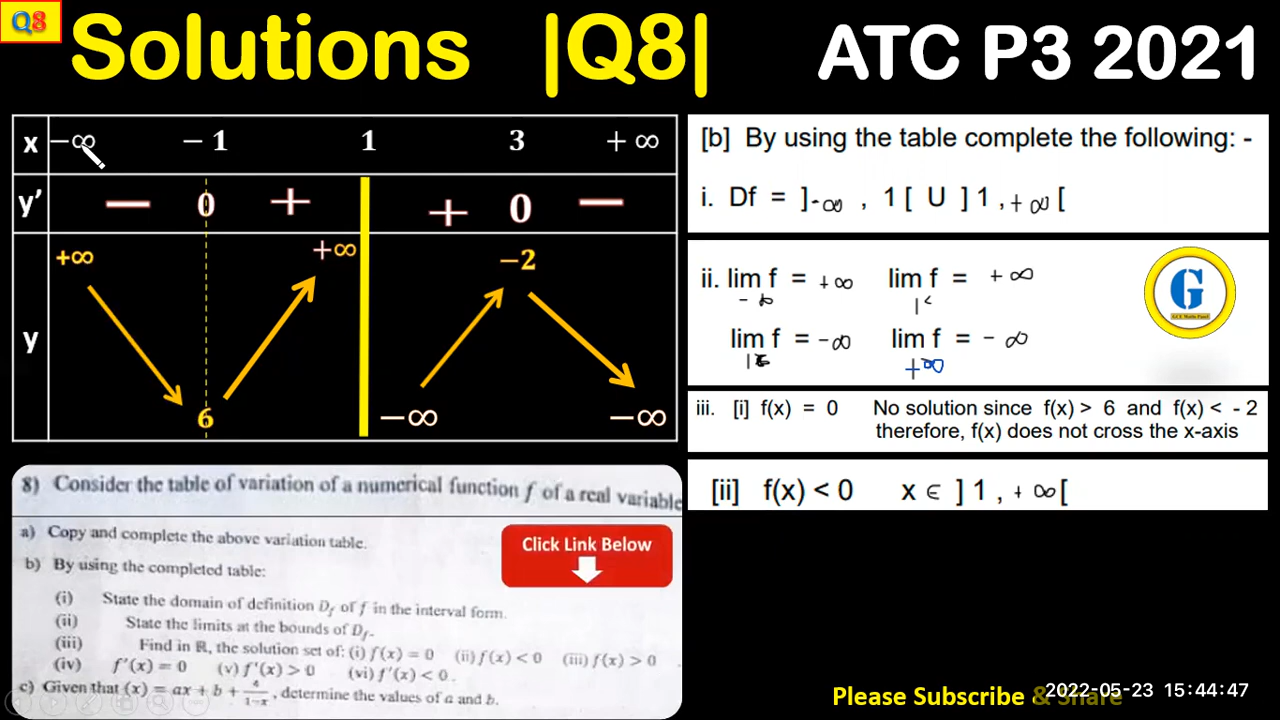 Q8
Solutions |Q8| ATC P3 2021
x −∞ − 1 1 3 + ∞
y′ − 0 + + 0 −
+∞ +∞ −2
y
6 −∞ −∞
[b] By using the table complete the following: -
i. Df = ]-∞ , 1 [ U ] 1 , + ∞ [
ii. lim f = + ∞ lim f = + ∞
- ∞ 1<
lim f = - ∞ lim f = - ∞
+∞
iii. [i] f(x) = 0 No solution since f(x) > 6 and f(x) < - 2
therefore, f(x) does not cross the x-axis
[ii] f(x) < 0 x ∈ ] 1 , + ∞ [
G
8) Consider the table of variation of a numerical function f of a real variable
a) Copy and complete the above variation table.
b) By using the completed table:
(i) State the domain of definition Df of f in the interval form.
(ii) State the limits at the bounds of Df.
(iii) Find in ℝ, the solution set of: (i) f(x) = 0 (ii) f(x) < 0 (iii) f(x) > 0
(iv) f′(x) = 0 (v) f′(x) > 0 (vi) f′(x) < 0.
c) Given that (x) = ax + b + 4/(1−x), determine the values of a and b.
Click Link Below
Please Subscribe & Share
2022-05-23 15:44:47